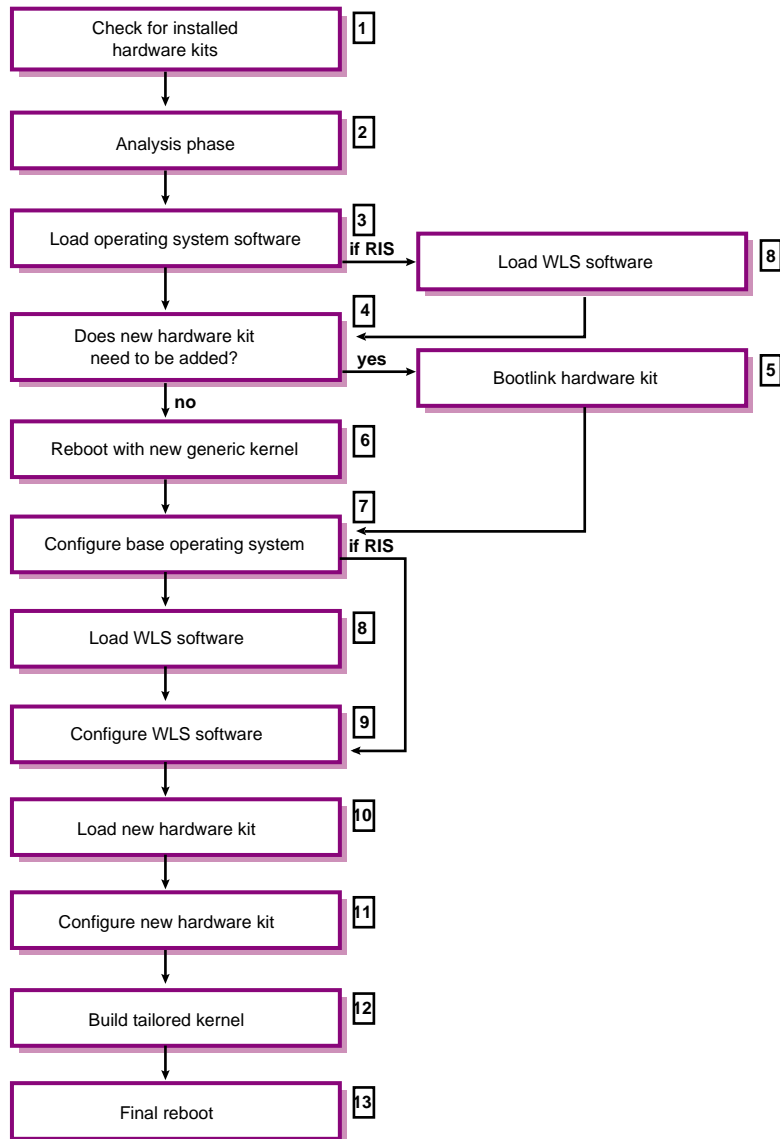 Check for installed
hardware kits
1
Analysis phase
2
Load operating system software
3
if RIS
Load WLS software
8
Does new hardware kit
need to be added?
4
yes
Bootlink hardware kit
5
no
Reboot with new generic kernel
6
Configure base operating system
7
if RIS
Load WLS software
8
Configure WLS software
9
Load new hardware kit
10
Configure new hardware kit
11
Build tailored kernel
12
Final reboot
13